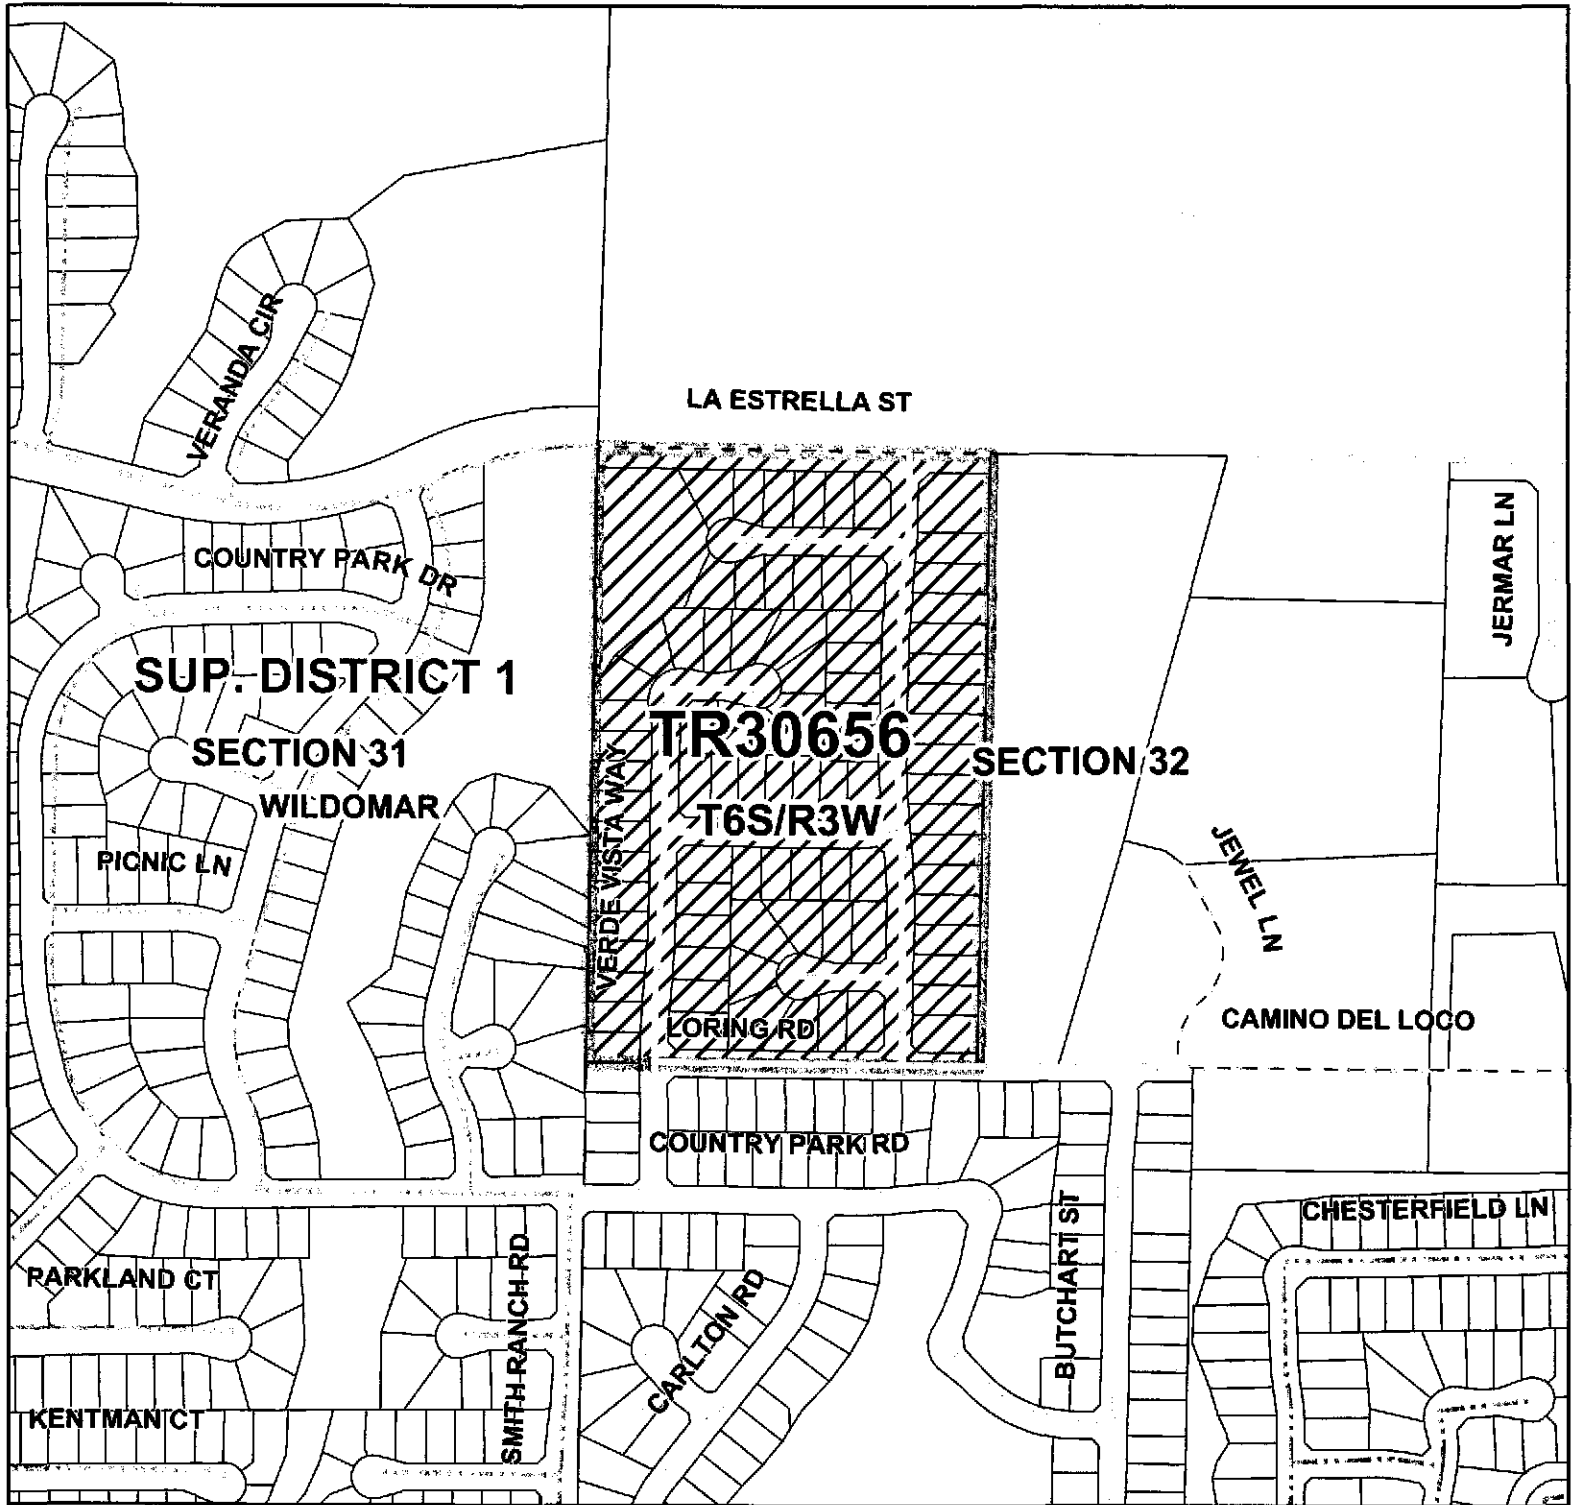 LA ESTRELLA ST
VERANDA CIR
COUNTRY PARK DR
JERMAR LN
SUP. DISTRICT 1
TR30656
SECTION 31
SECTION 32
WILDOMAR
T6S/R3W
VERDE VISTA WAY
PICNIC LN
JEWEL LN
LORING RD
CAMINO DEL LOCO
COUNTRY PARK RD
CHESTERFIELD LN
BUTCHART ST
PARKLAND CT
SMITH RANCH RD
CARLTON RD
KENTMAN CT